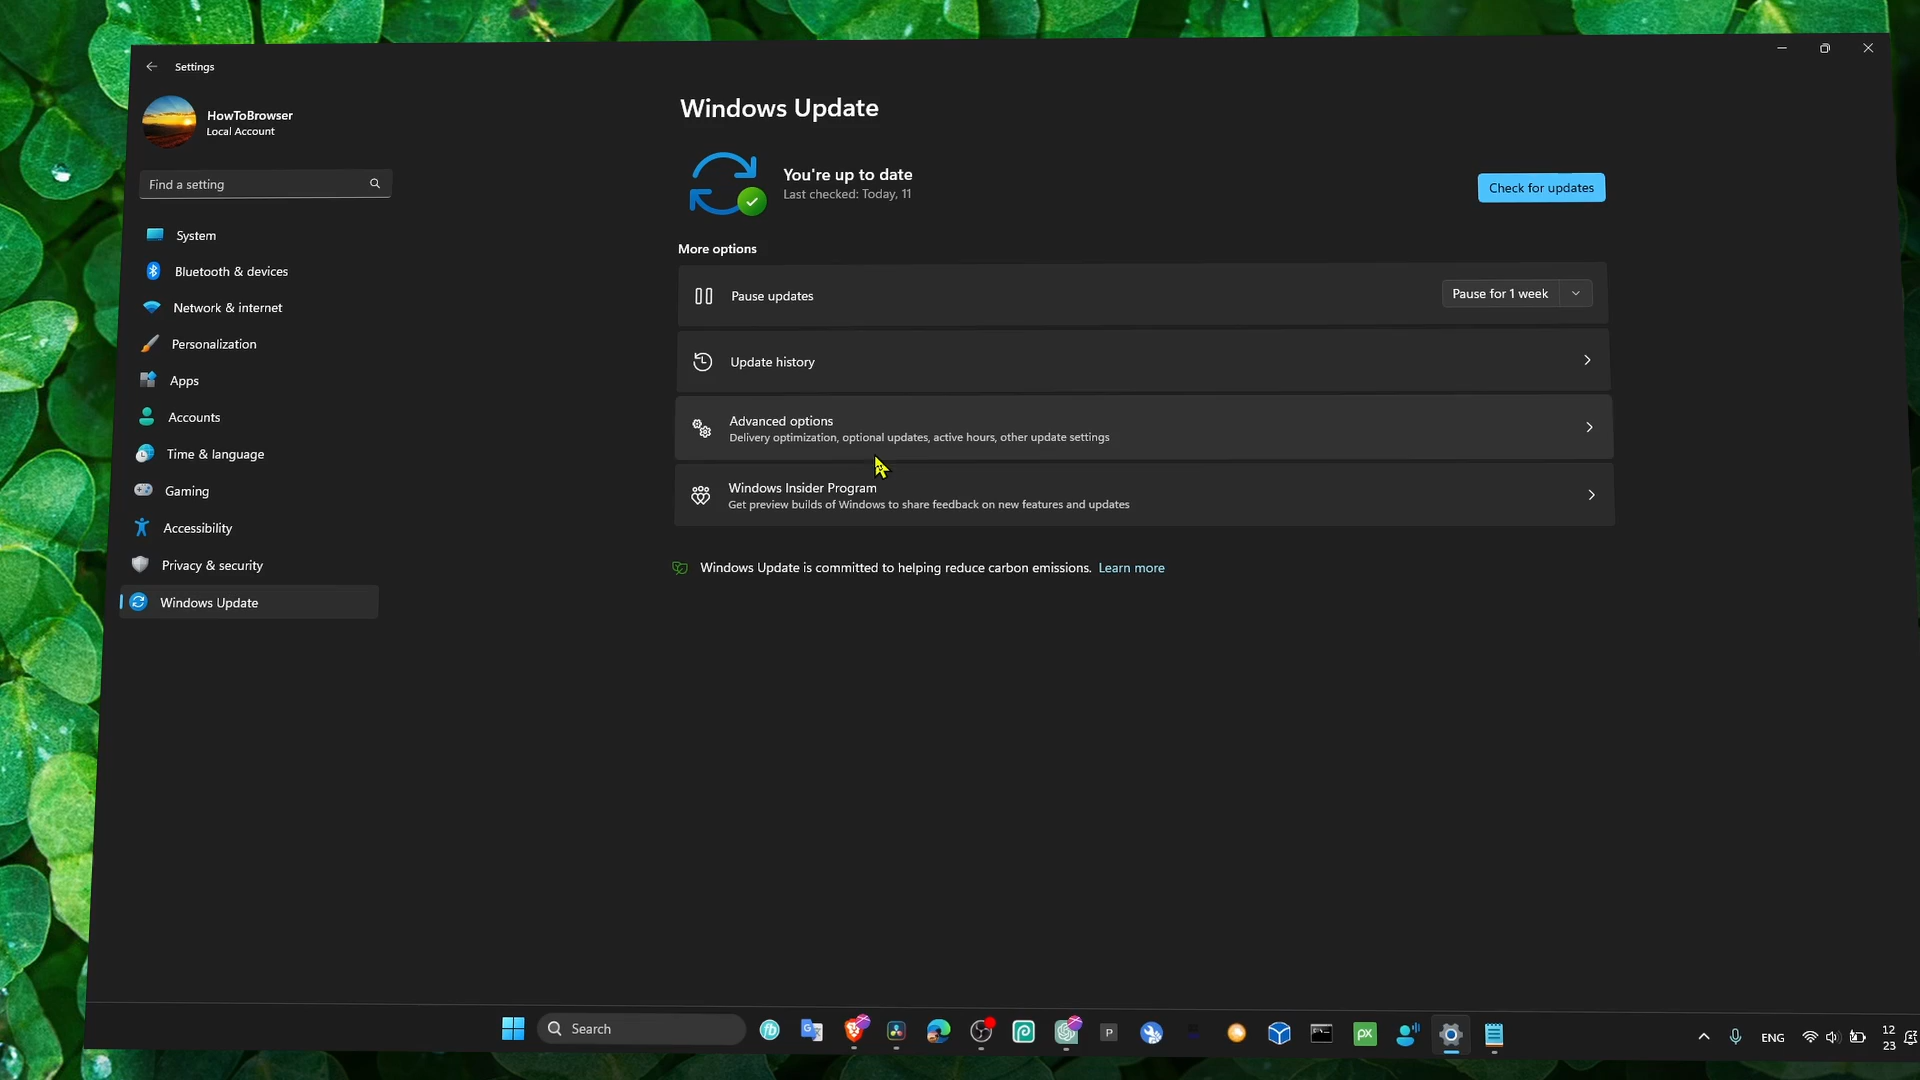 Settings
HowToBrowser
Local Account
Find a setting
System
Bluetooth & devices
Network & internet
Personalization
Apps
Accounts
Time & language
Gaming
Accessibility
Privacy & security
Windows Update
Windows Update
You're up to date
Last checked: Today, 11
Check for updates
More options
Pause updates
Pause for 1 week
Update history
Advanced options
Delivery optimization, optional updates, active hours, other update settings
Windows Insider Program
Get preview builds of Windows to share feedback on new features and updates
Windows Update is committed to helping reduce carbon emissions. Learn more
Search
fb
G
P
PX
ENG
12
23